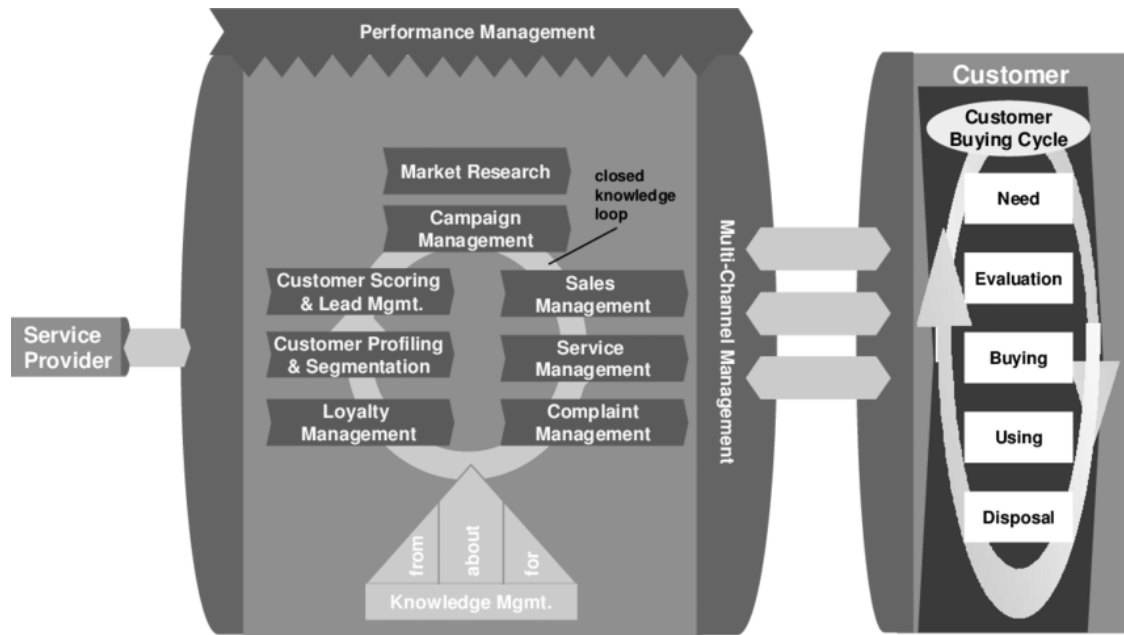 Performance Management
Customer
Customer
Buying Cycle
Market Research
closed
knowledge
loop
Campaign
Management
Need
Customer Scoring
& Lead Mgmt.
Sales
Management
Evaluation
Service
Provider
Customer Profiling
& Segmentation
Service
Management
Multi-Channel Management
Buying
Loyalty
Management
Complaint
Management
Using
Disposal
from
about
for
Knowledge Mgmt.